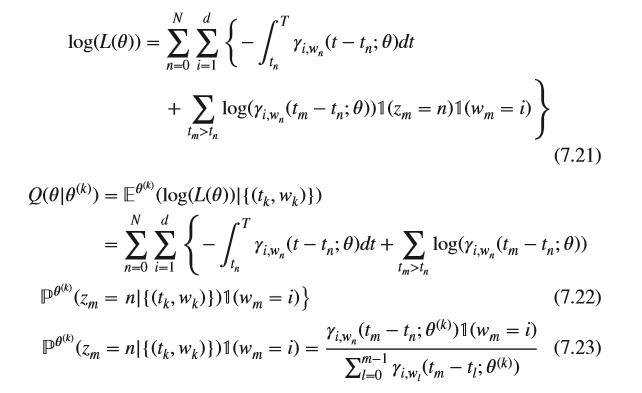 log(L(θ)) = ∑_{n=0}^{N} ∑_{i=1}^{d} { − ∫_{t_n}^{T} γ_{i,w_n}(t − t_n; θ)dt
+ ∑_{t_m>t_n} log(γ_{i,w_n}(t_m − t_n; θ))𝟙(z_m = n)𝟙(w_m = i) }
(7.21)
Q(θ|θ^{(k)}) = 𝔼^{θ^{(k)}}(log(L(θ))|{(t_k, w_k)})
= ∑_{n=0}^{N} ∑_{i=1}^{d} { − ∫_{t_n}^{T} γ_{i,w_n}(t − t_n; θ)dt + ∑_{t_m>t_n} log(γ_{i,w_n}(t_m − t_n; θ))
ℙ^{θ^{(k)}}(z_m = n|{(t_k, w_k)})𝟙(w_m = i)} (7.22)
ℙ^{θ^{(k)}}(z_m = n|{(t_k, w_k)})𝟙(w_m = i) = \frac{γ_{i,w_n}(t_m − t_n; θ^{(k)})𝟙(w_m = i)}{∑_{l=0}^{m−1} γ_{i,w_l}(t_m − t_l; θ^{(k)})} (7.23)